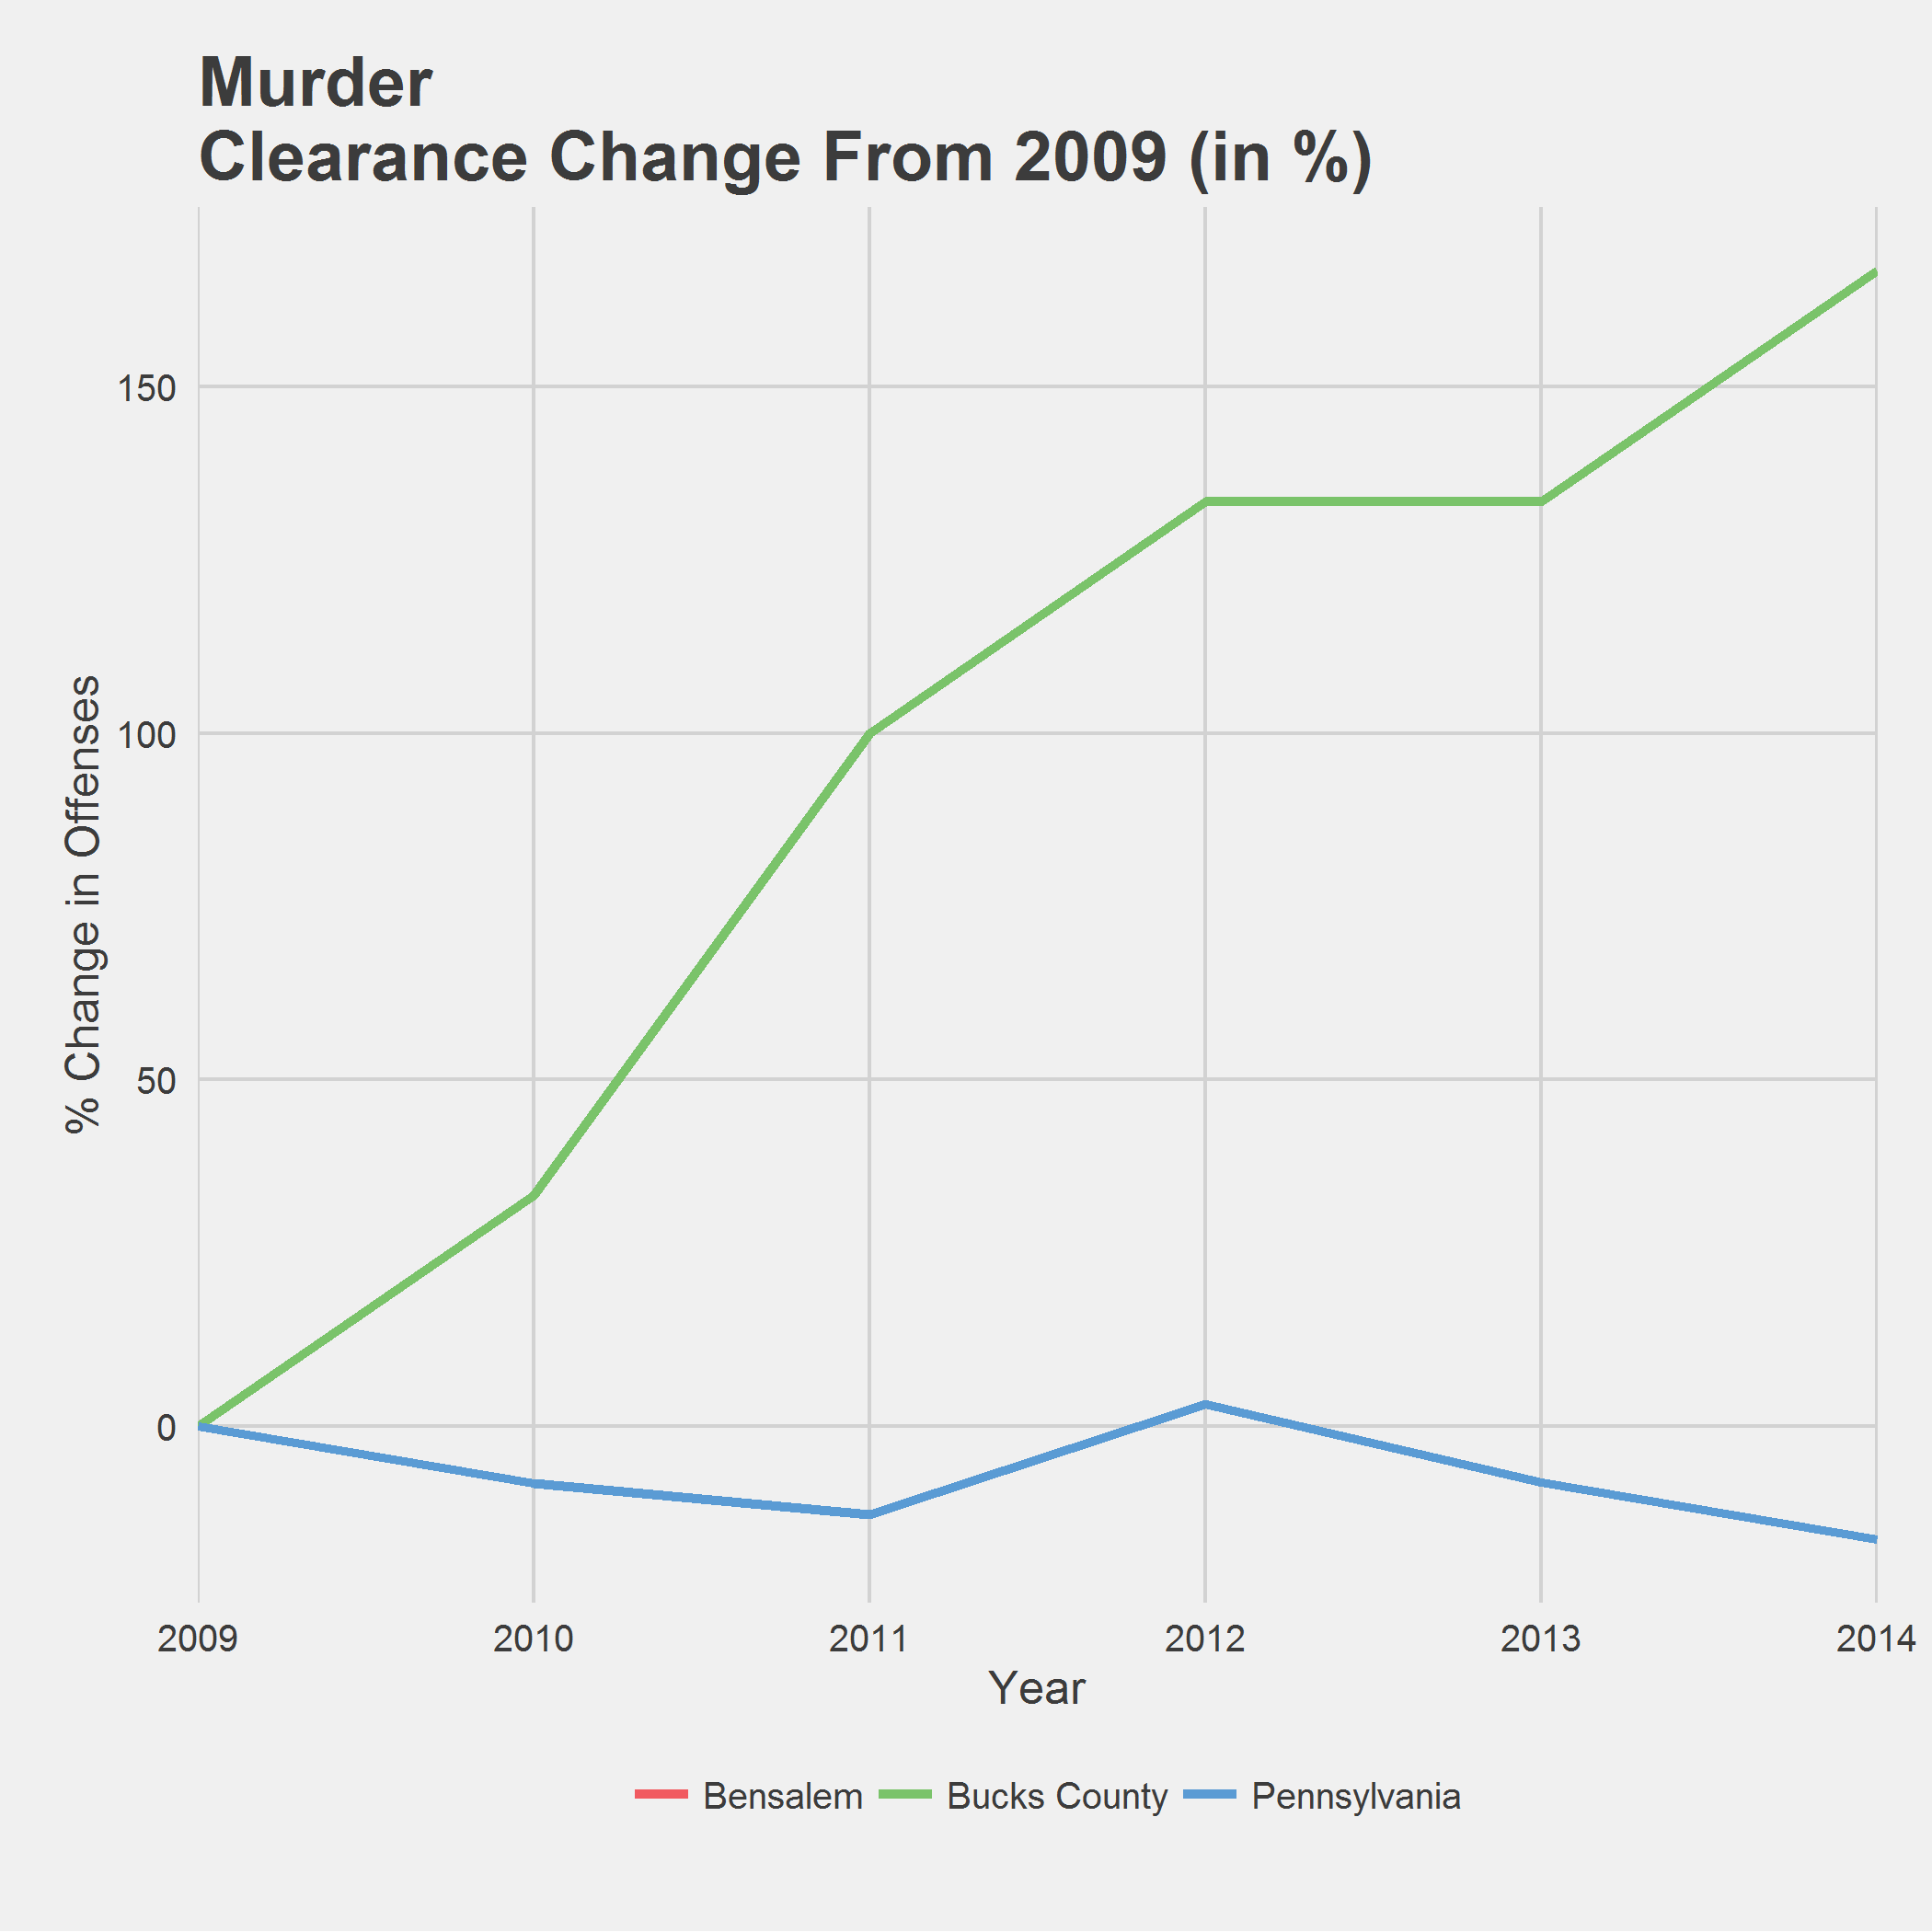 Murder
Clearance Change From 2009 (in %)
150
100
50
0
% Change in Offenses
2009 2010 2011 2012 2013 2014
Year
Bensalem Bucks County Pennsylvania